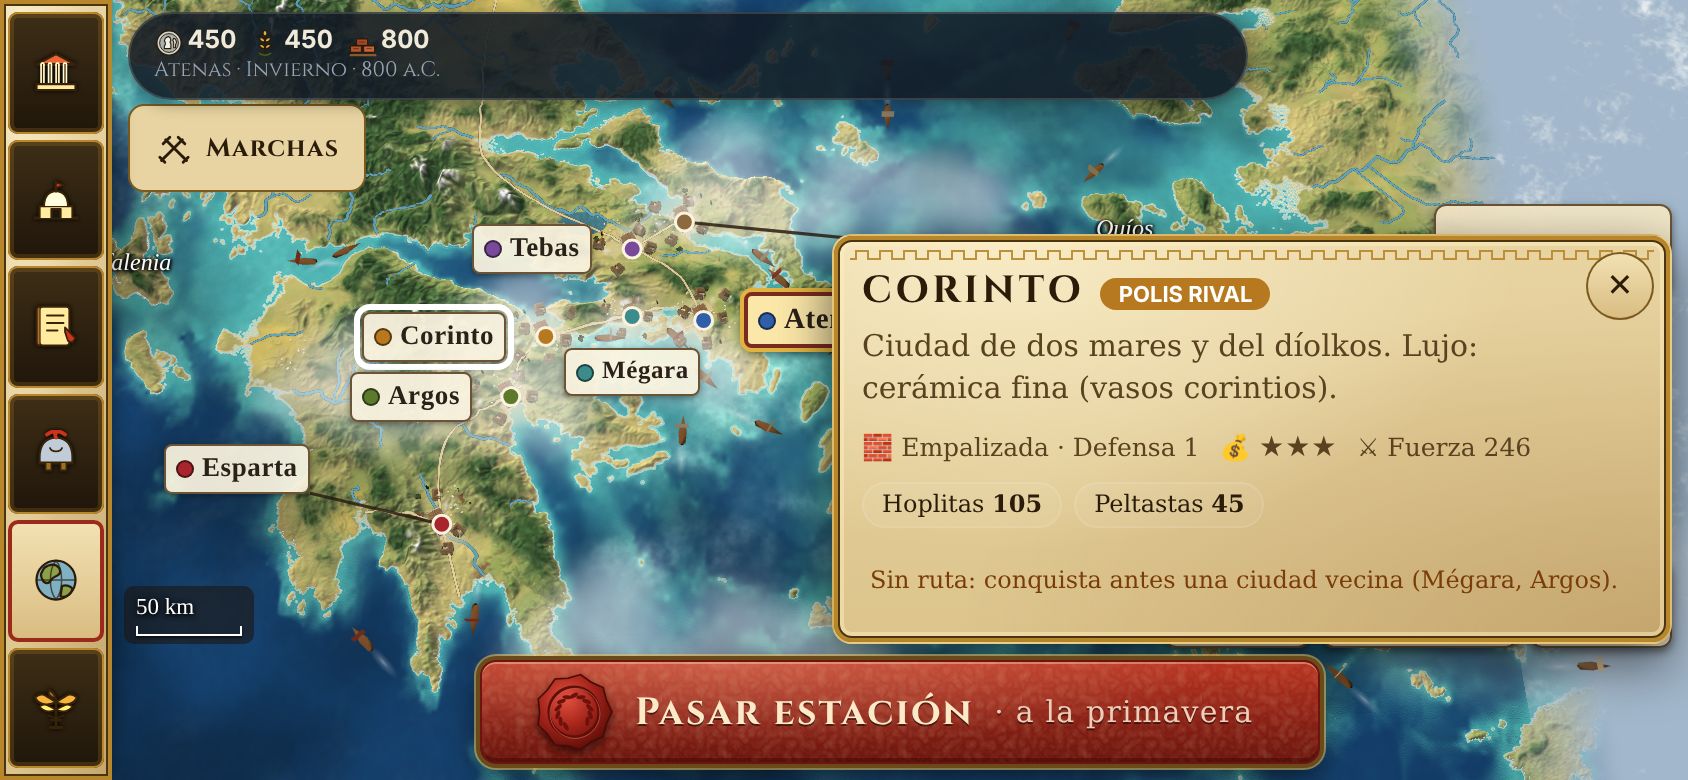 450 450 800
Atenas · Invierno · 800 a.C.
Marchas
Quíos
alenia
Tebas
Corinto
Mégara
Argos
Esparta
50 km
CORINTO POLIS RIVAL
✕
Ciudad de dos mares y del díolkos. Lujo:
cerámica fina (vasos corintios).
🧱 Empalizada · Defensa 1 💰 ★★★ ⚔ Fuerza 246
Hoplitas 105 Peltastas 45
Sin ruta: conquista antes una ciudad vecina (Mégara, Argos).
Pasar estación · a la primavera